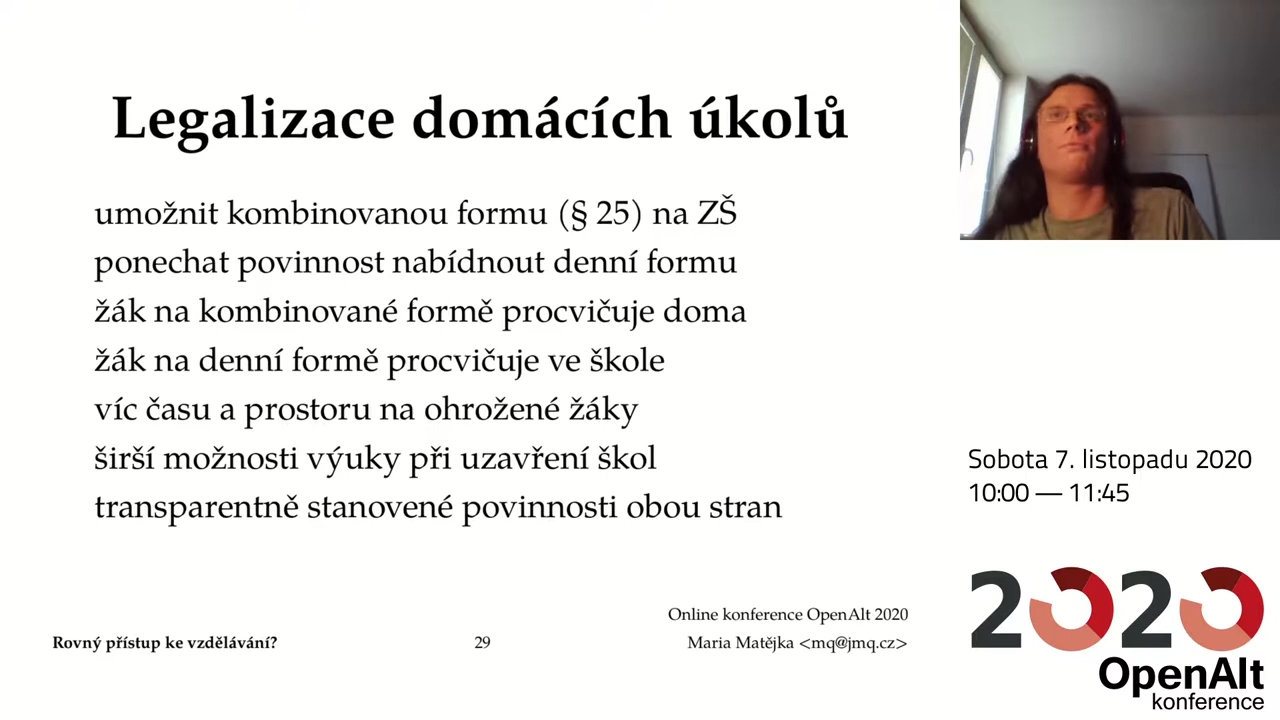 Legalizace domácích úkolů
umožnit kombinovanou formu (§ 25) na ZŠ
ponechat povinnost nabídnout denní formu
žák na kombinované formě procvičuje doma
žák na denní formě procvičuje ve škole
víc času a prostoru na ohrožené žáky
širší možnosti výuky při uzavření škol
transparentně stanovené povinnosti obou stran
Online konference OpenAlt 2020
Rovný přístup ke vzdělávání?
29
Maria Matějka <mq@jmq.cz>
Sobota 7. listopadu 2020
10:00 — 11:45
2020
OpenAlt
konference